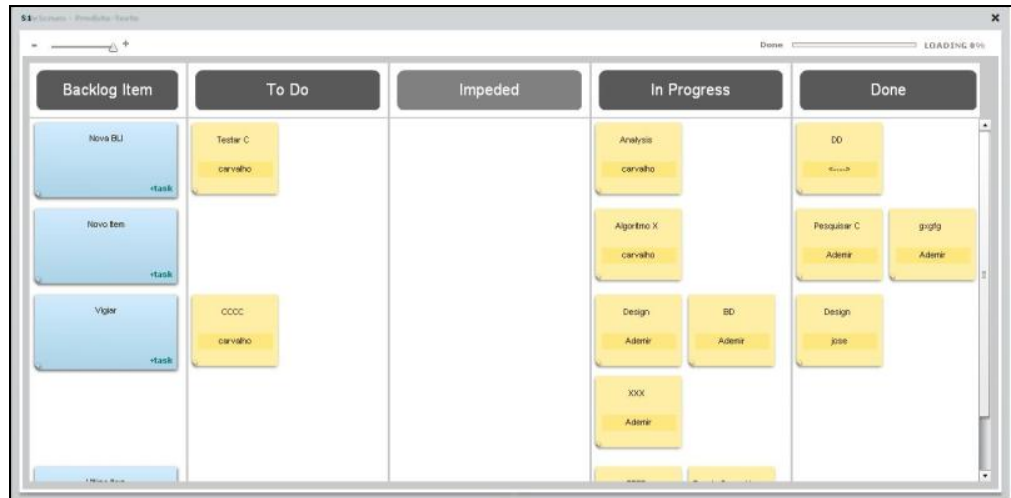 Done LOADING 0%
Backlog Item To Do Impeded In Progress Done
Nova BLI
+task
Testar C
carvalho
Analysis
carvalho
DD
Novo Item
+task
Algoritmo X
carvalho
Pesquisar C
Ademir
gxgfg
Ademir
Vigiar
+task
CCCC
carvalho
Design
Ademir
BD
Ademir
Design
jose
XXX
Ademir